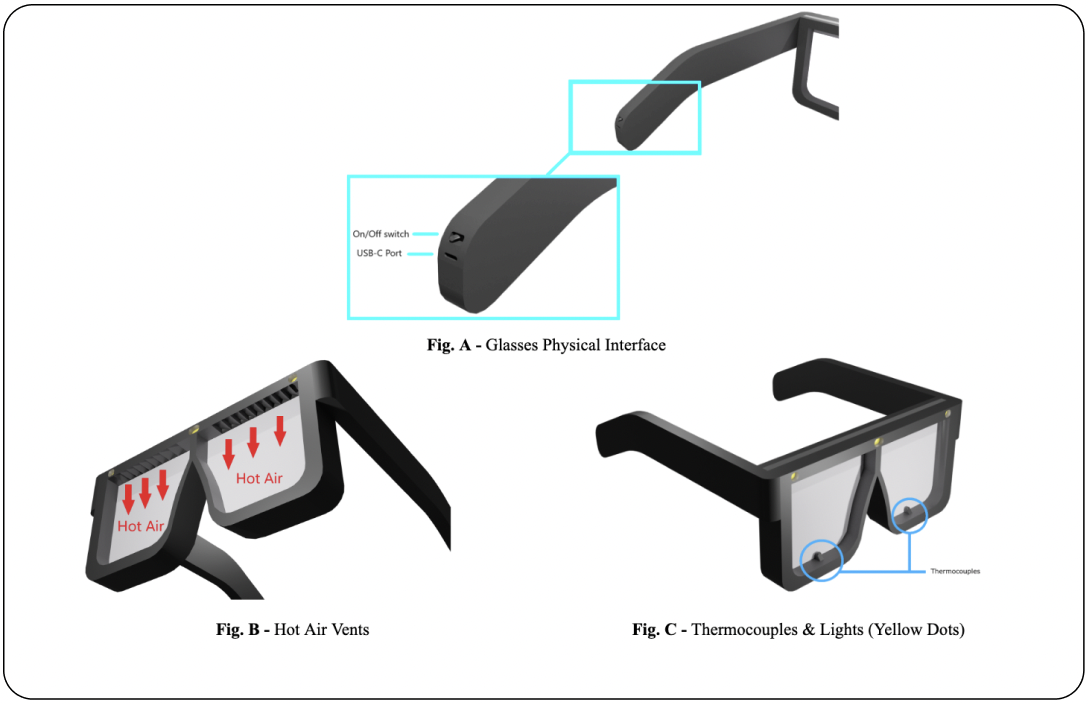 On/Off switch
USB-C Port
Fig. A - Glasses Physical Interface
Hot Air
Hot Air
Fig. B - Hot Air Vents
Thermocouples
Fig. C - Thermocouples & Lights (Yellow Dots)